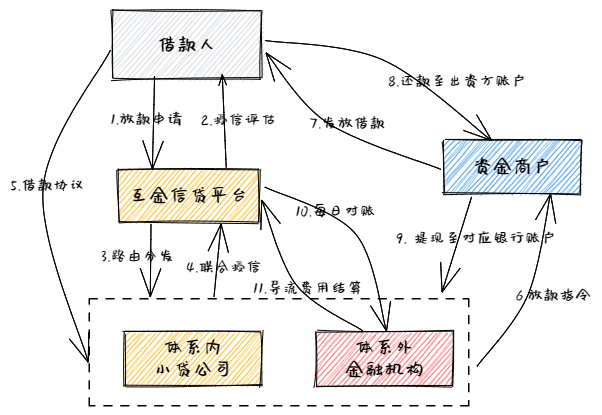 借款人
8.还款至出资方账户
1.放款申请
2.授信评估
7.发放借款
资金商户
5.借款协议
互金信贷平台
10.每日对账
9. 提现至对应银行账户
3.路由分发
4.联合授信
11.导流费用结算
6.放款指令
体系内
小贷公司
体系外
金融机构